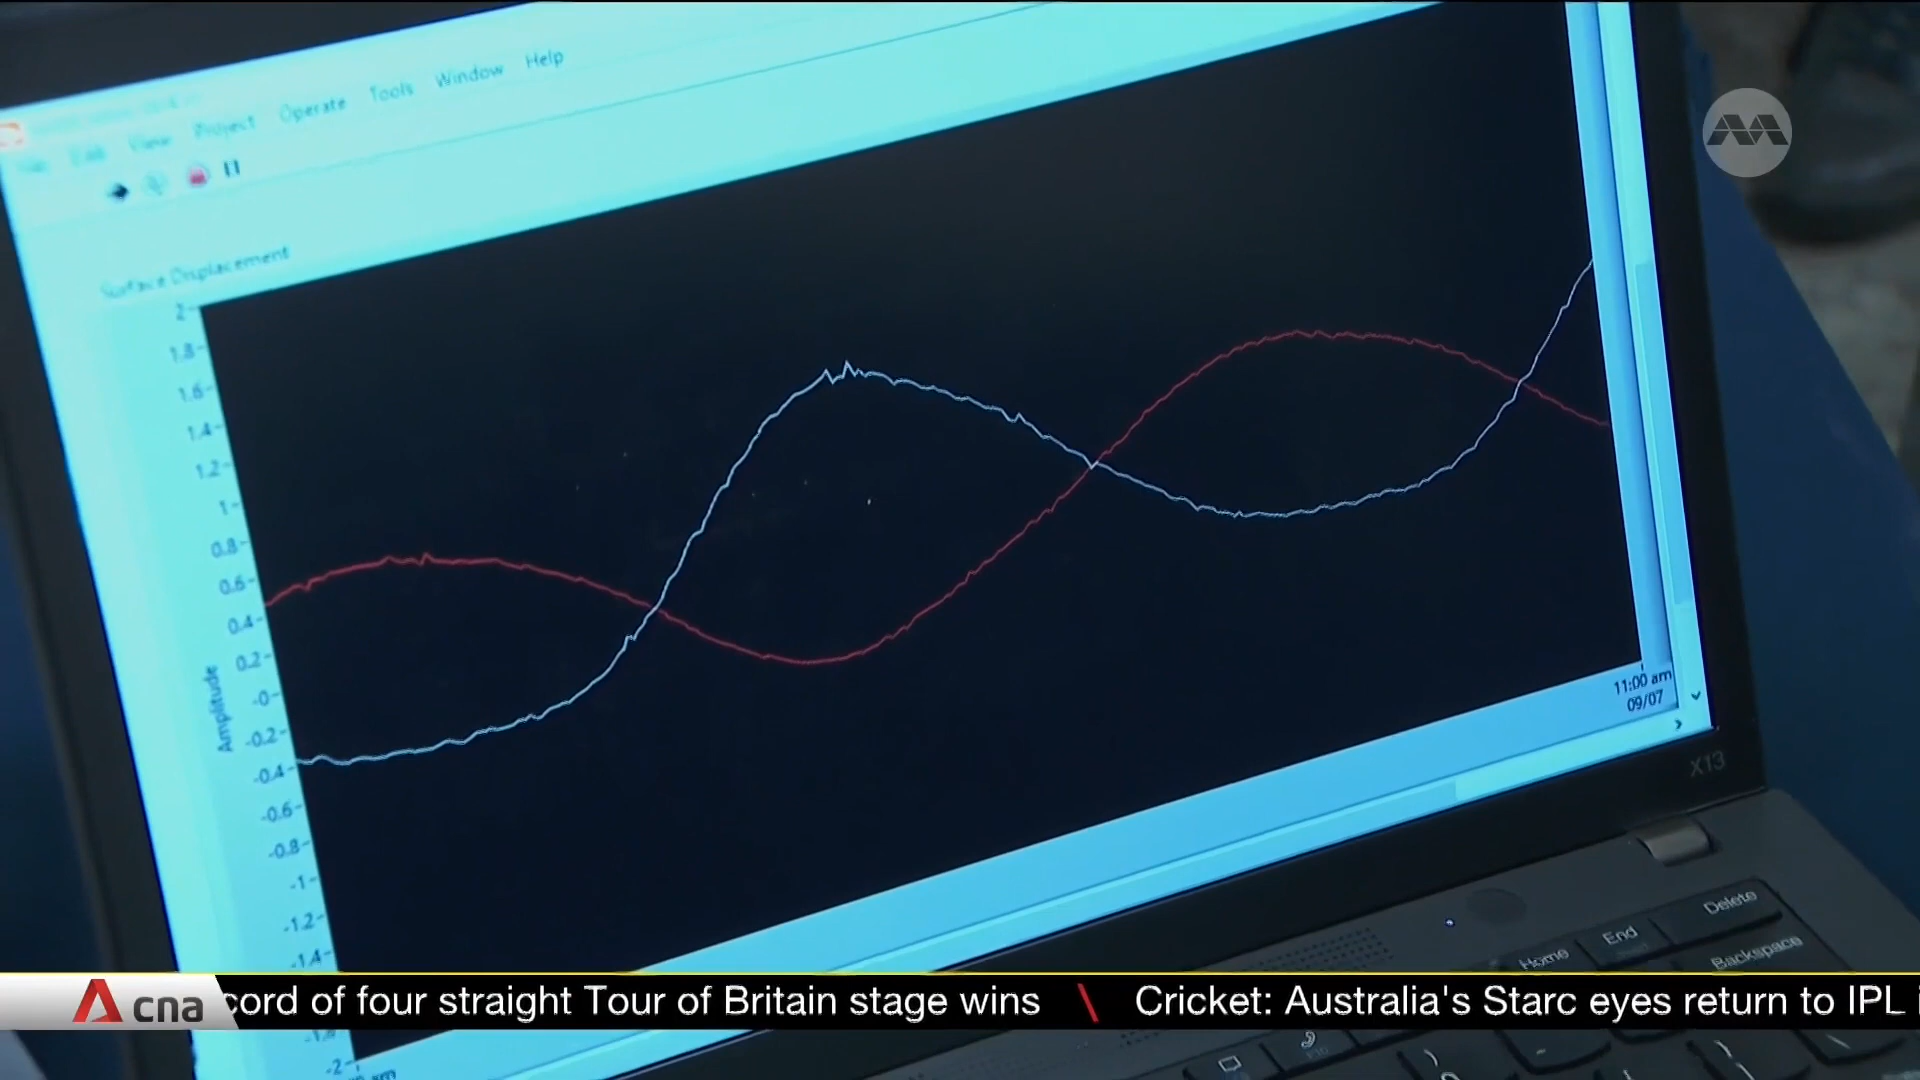 View Project Operate Tools Window Help
Surface Displacement
2
1.8
1.6
1.4
1.2
1
0.8
0.6
0.4
0.2
-0
-0.2
-0.4
-0.6
-0.8
-1
-1.2
-1.4
-2
Amplitude
11:00 am
09/07
X13
Delete
End
Home
Backspace
cna
cord of four straight Tour of Britain stage wins \ Cricket: Australia's Starc eyes return to IPL